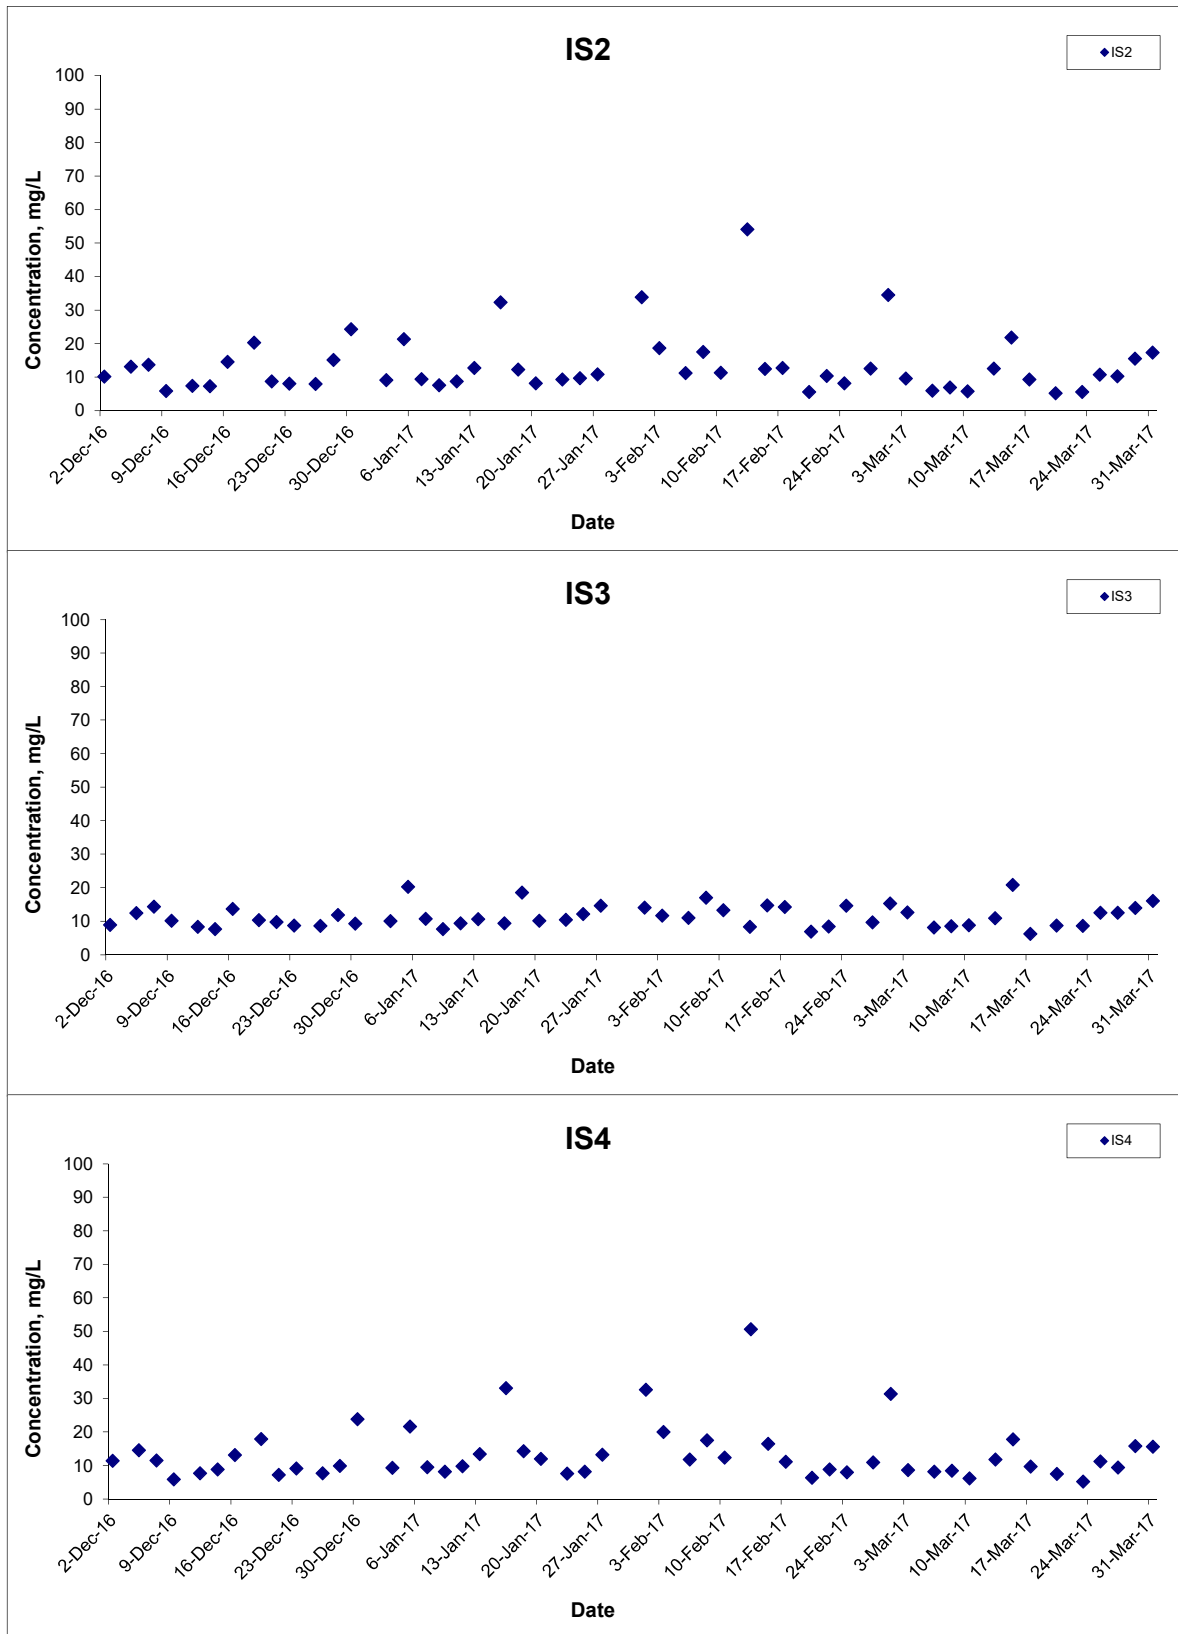 IS2
IS2
100
90
80
70
60
50
40
30
20
10
0
Concentration, mg/L
2-Dec-16
9-Dec-16
16-Dec-16
23-Dec-16
30-Dec-16
6-Jan-17
13-Jan-17
20-Jan-17
27-Jan-17
3-Feb-17
10-Feb-17
17-Feb-17
24-Feb-17
3-Mar-17
10-Mar-17
17-Mar-17
24-Mar-17
31-Mar-17
Date
IS3
IS3
100
90
80
70
60
50
40
30
20
10
0
Concentration, mg/L
2-Dec-16
9-Dec-16
16-Dec-16
23-Dec-16
30-Dec-16
6-Jan-17
13-Jan-17
20-Jan-17
27-Jan-17
3-Feb-17
10-Feb-17
17-Feb-17
24-Feb-17
3-Mar-17
10-Mar-17
17-Mar-17
24-Mar-17
31-Mar-17
Date
IS4
IS4
100
90
80
70
60
50
40
30
20
10
0
Concentration, mg/L
2-Dec-16
9-Dec-16
16-Dec-16
23-Dec-16
30-Dec-16
6-Jan-17
13-Jan-17
20-Jan-17
27-Jan-17
3-Feb-17
10-Feb-17
17-Feb-17
24-Feb-17
3-Mar-17
10-Mar-17
17-Mar-17
24-Mar-17
31-Mar-17
Date